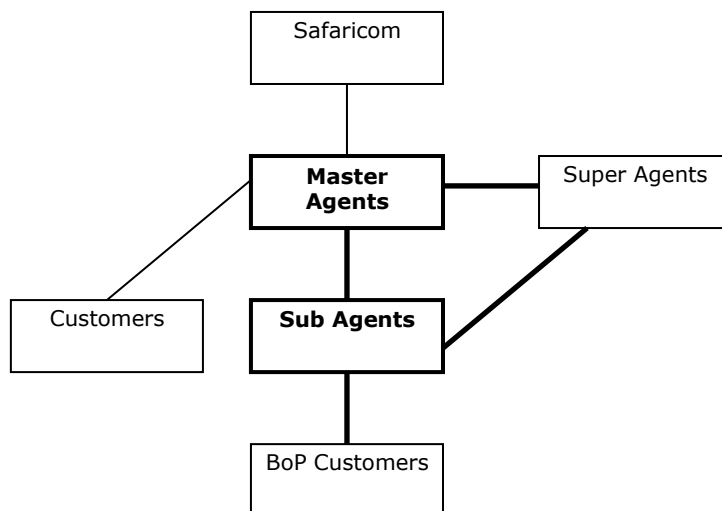 Safaricom
Master
Agents
Super Agents
Customers
Sub Agents
BoP Customers